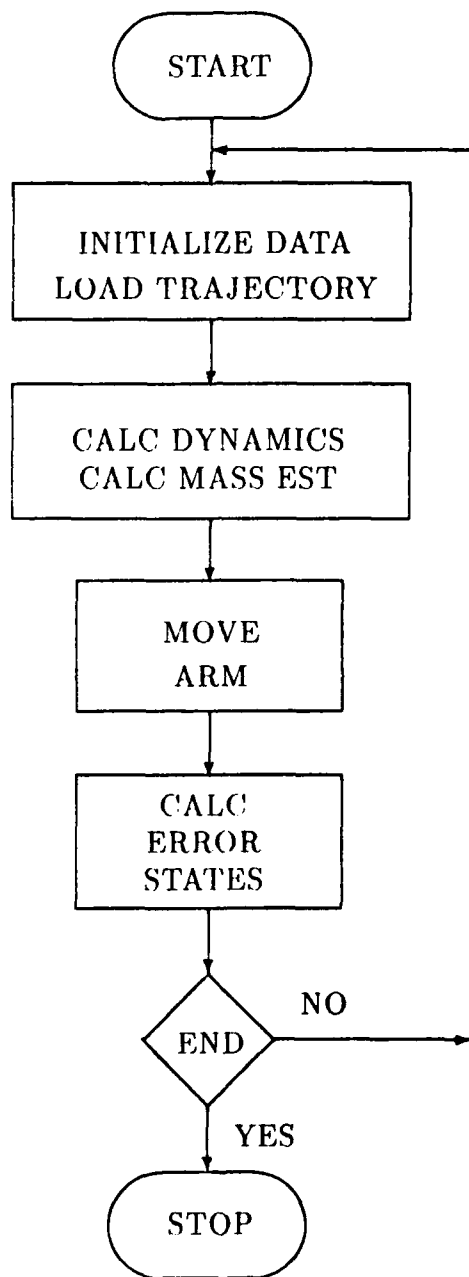 START
INITIALIZE DATA
LOAD TRAJECTORY
CALC DYNAMICS
CALC MASS EST
MOVE
ARM
CALC
ERROR
STATES
END
NO
YES
STOP